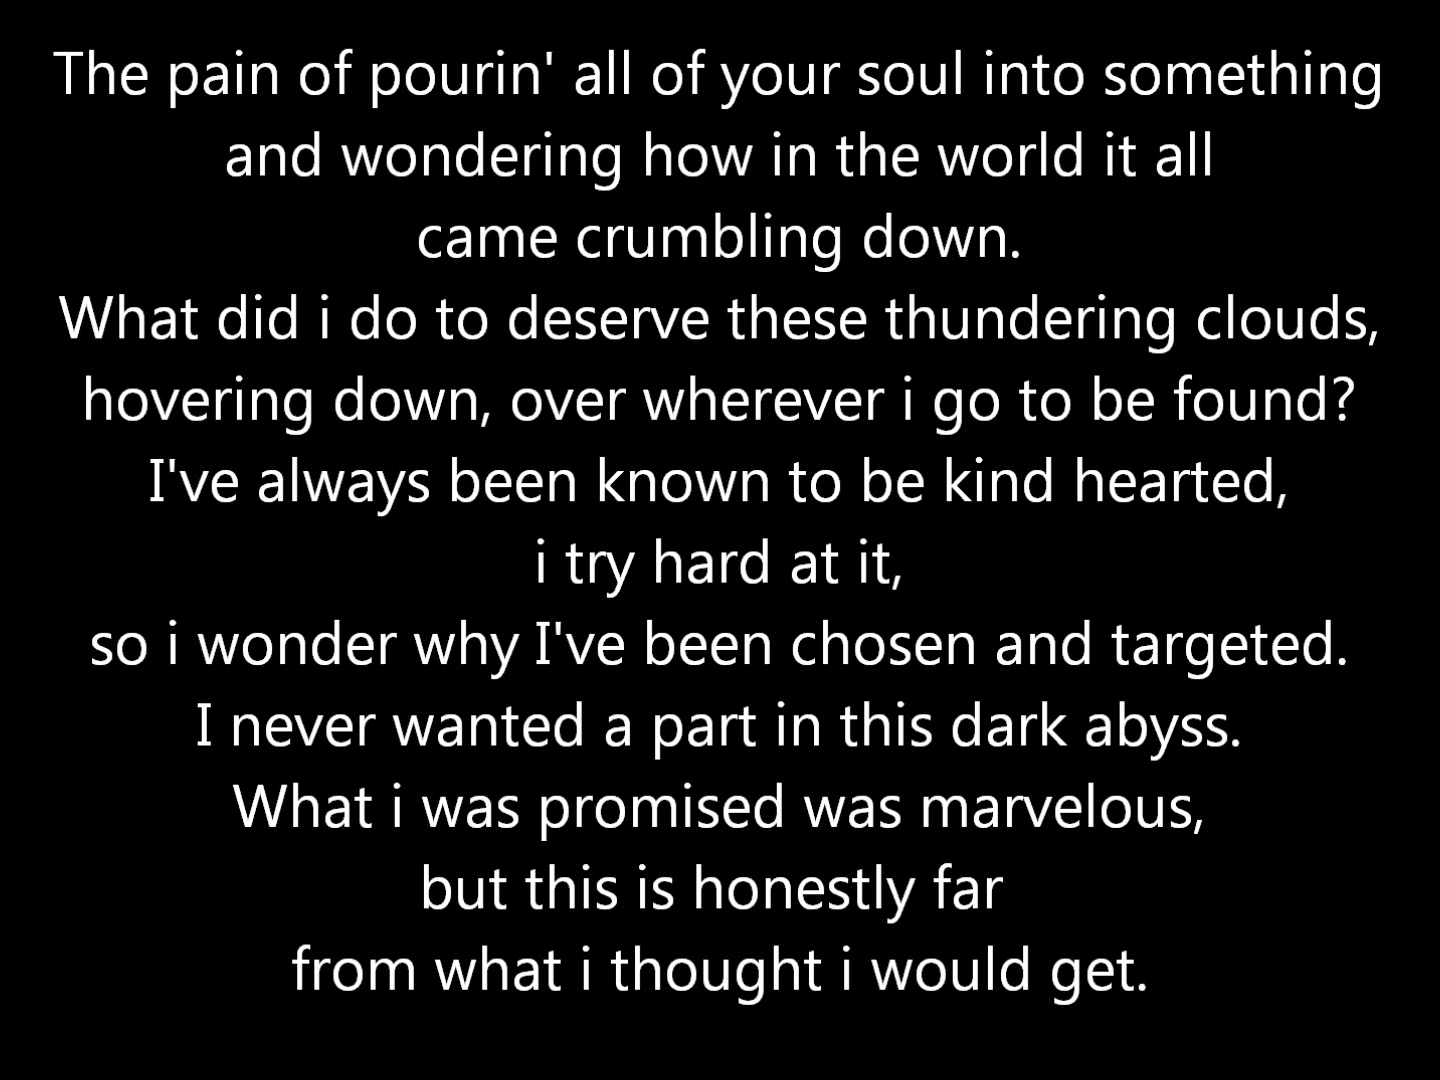 The pain of pourin' all of your soul into something
and wondering how in the world it all
came crumbling down.
What did i do to deserve these thundering clouds,
hovering down, over wherever i go to be found?
I've always been known to be kind hearted,
i try hard at it,
so i wonder why I've been chosen and targeted.
I never wanted a part in this dark abyss.
What i was promised was marvelous,
but this is honestly far
from what i thought i would get.